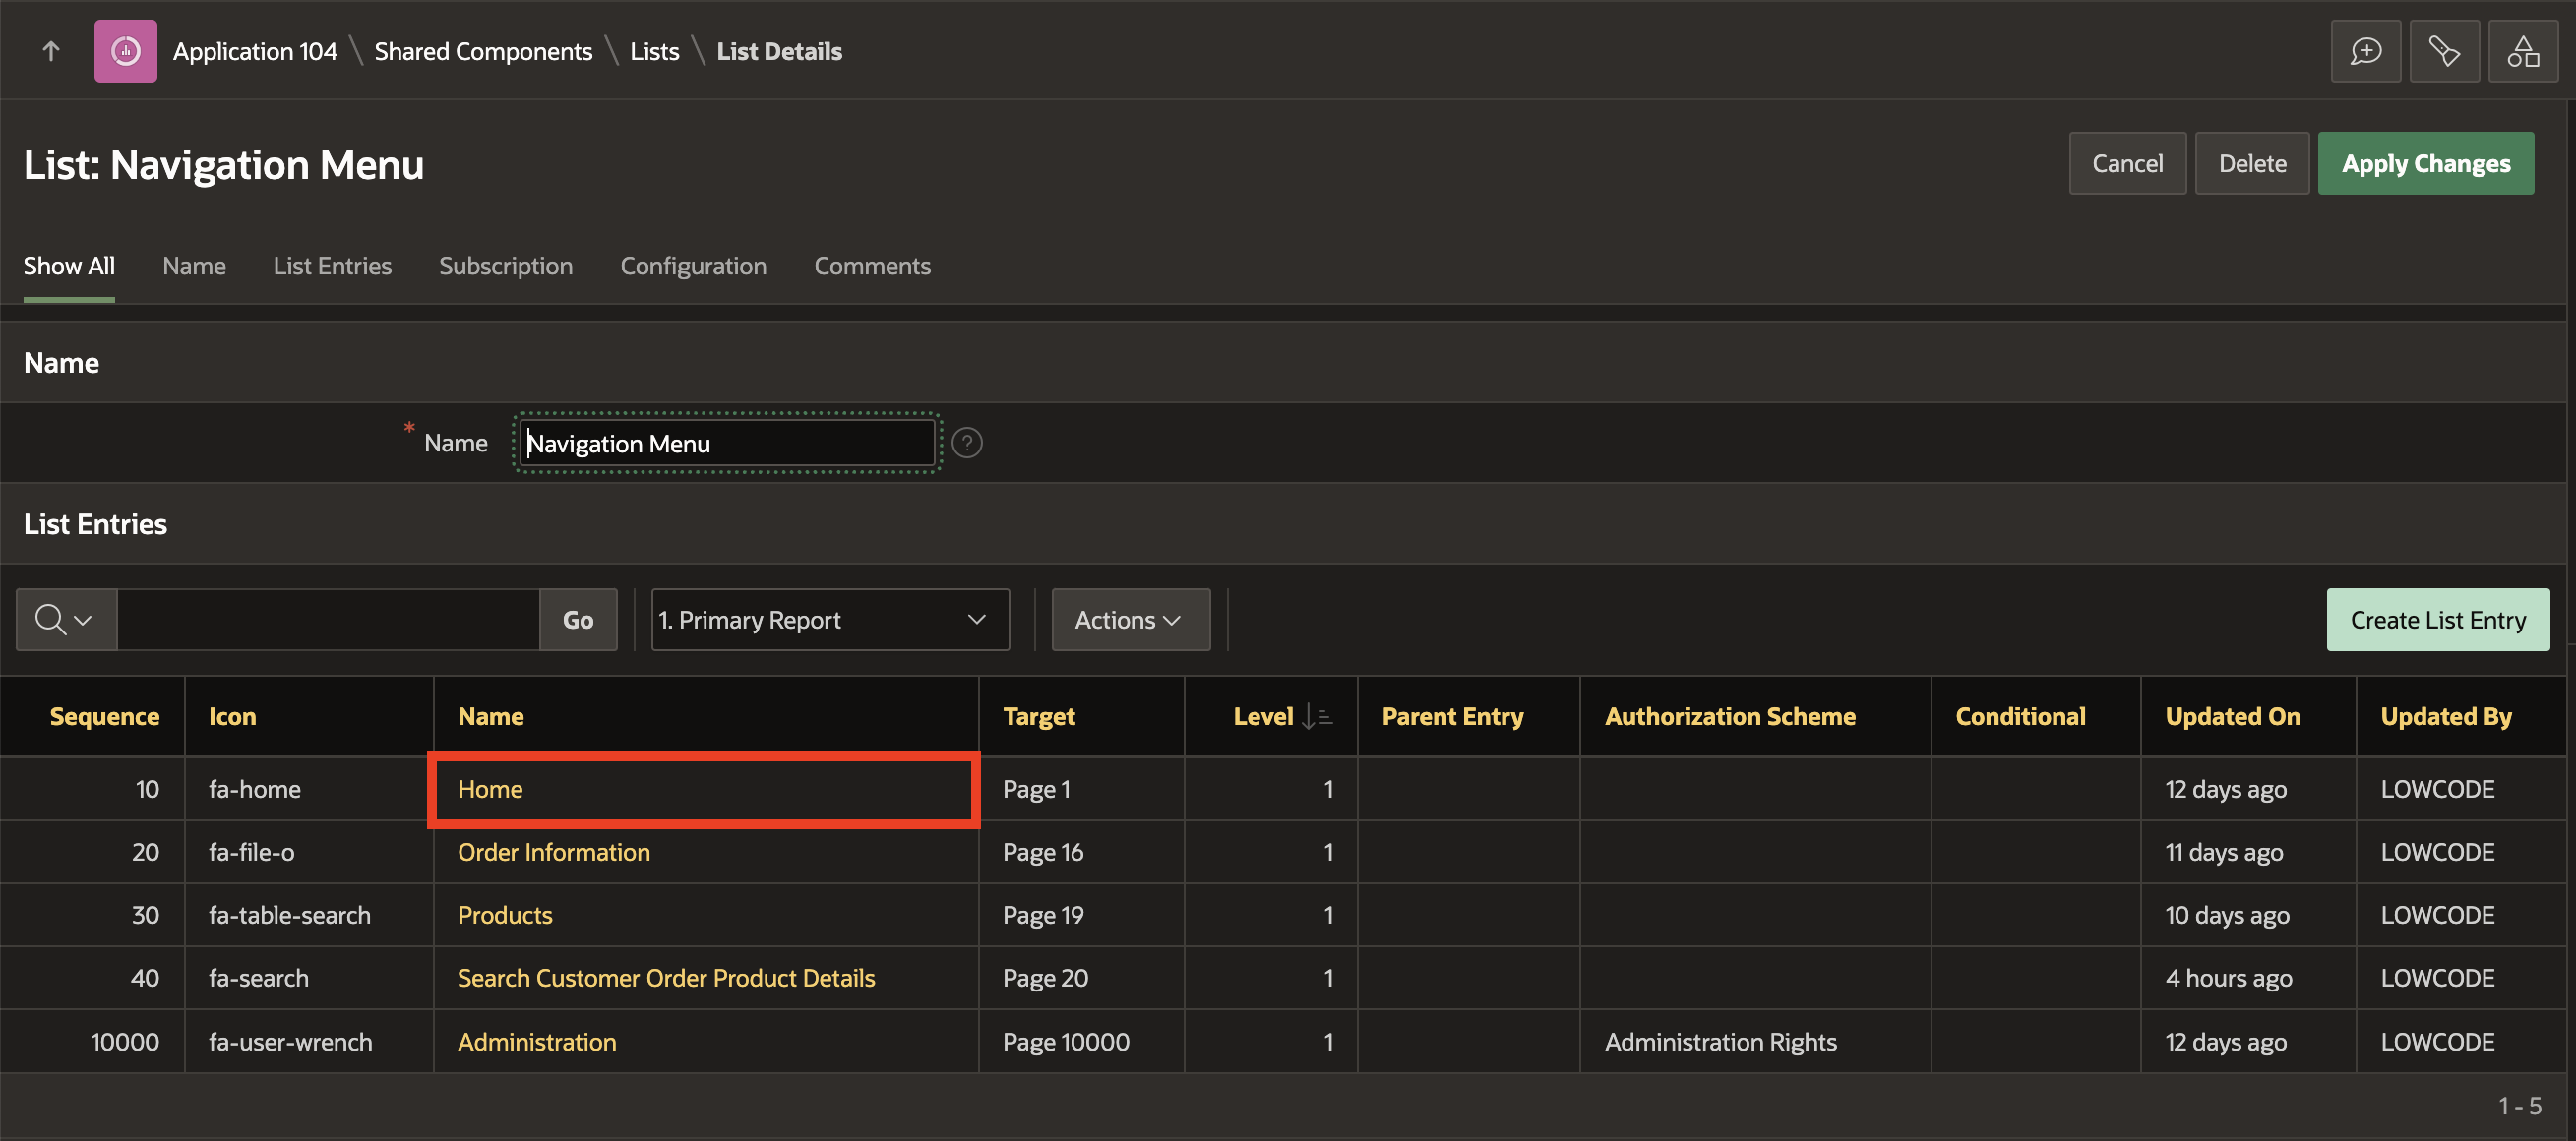 Application 104 \ Shared Components \ Lists \ List Details
List: Navigation Menu
Cancel Delete Apply Changes
Show All Name List Entries Subscription Configuration Comments
Name
* Name Navigation Menu ?
List Entries
Go 1. Primary Report Actions Create List Entry
Sequence Icon Name Target Level Parent Entry Authorization Scheme Conditional Updated On Updated By
10 fa-home Home Page 1 1 12 days ago LOWCODE
20 fa-file-o Order Information Page 16 1 11 days ago LOWCODE
30 fa-table-search Products Page 19 1 10 days ago LOWCODE
40 fa-search Search Customer Order Product Details Page 20 1 4 hours ago LOWCODE
10000 fa-user-wrench Administration Page 10000 1 Administration Rights 12 days ago LOWCODE
1 - 5